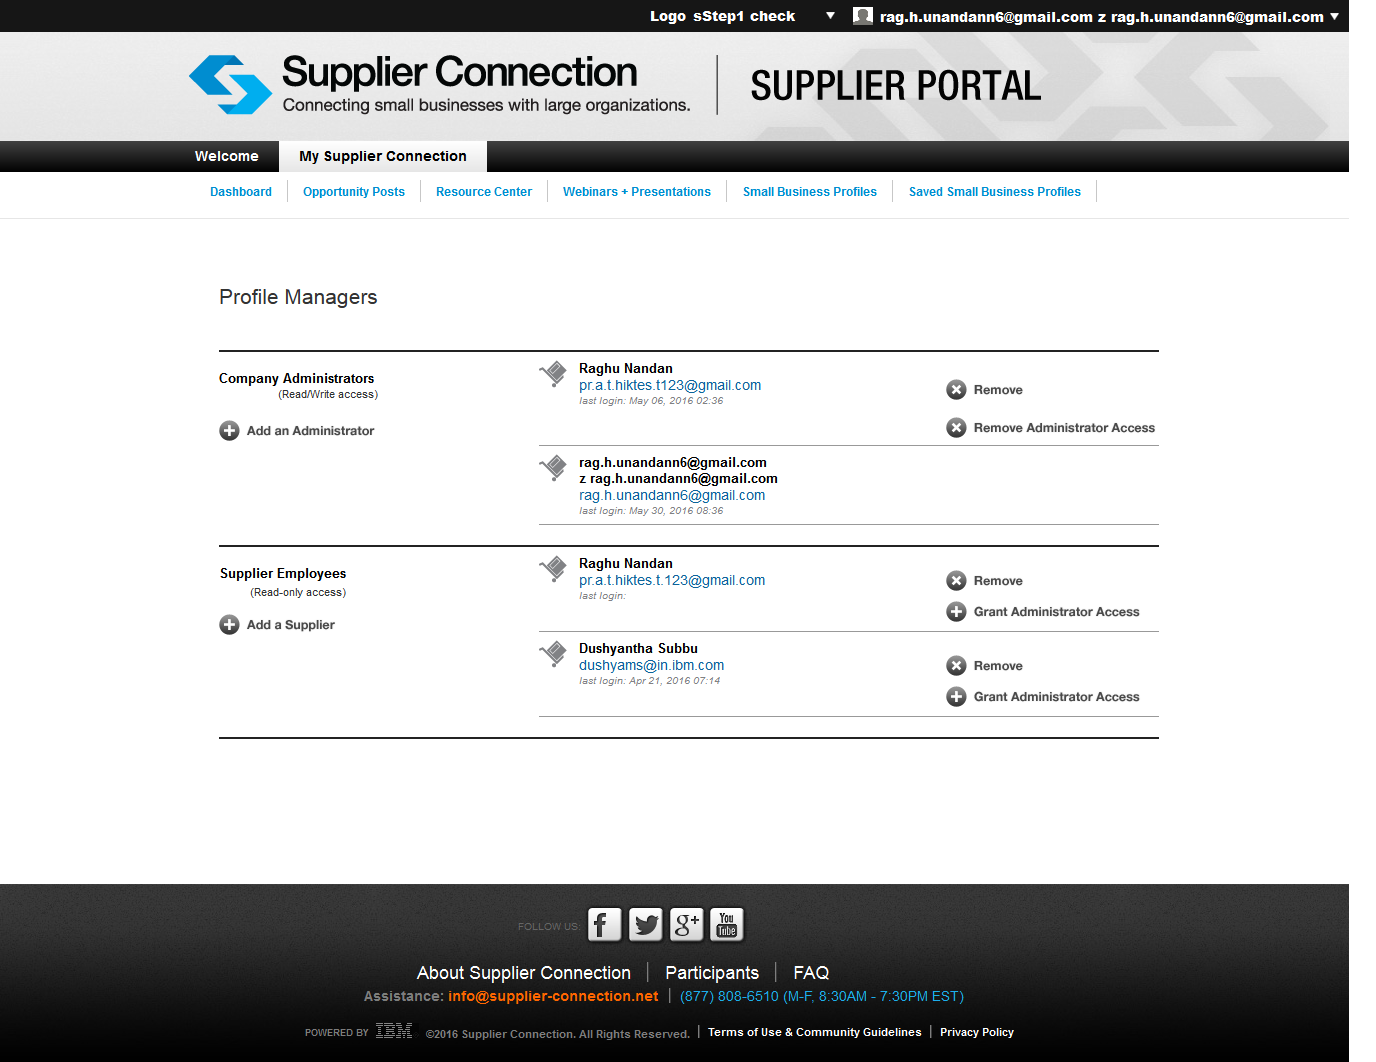 Logo sStep1 check
rag.h.unandann6@gmail.com z rag.h.unandann6@gmail.com
Supplier Connection
Connecting small businesses with large organizations.
SUPPLIER PORTAL
Welcome
My Supplier Connection
Dashboard
Opportunity Posts
Resource Center
Webinars + Presentations
Small Business Profiles
Saved Small Business Profiles
Profile Managers
Company Administrators
(Read/Write access)
Add an Administrator
Raghu Nandan
pr.a.t.hiktes.t123@gmail.com
last login: May 06, 2016 02:36
Remove
Remove Administrator Access
rag.h.unandann6@gmail.com
z rag.h.unandann6@gmail.com
rag.h.unandann6@gmail.com
last login: May 30, 2016 08:36
Supplier Employees
(Read-only access)
Add a Supplier
Raghu Nandan
pr.a.t.hiktes.t.123@gmail.com
last login:
Remove
Grant Administrator Access
Dushyantha Subbu
dushyams@in.ibm.com
last login: Apr 21, 2016 07:14
Remove
Grant Administrator Access
FOLLOW US
f
g+
You
Tube
About Supplier Connection
Participants
FAQ
Assistance: info@supplier-connection.net | (877) 808-6510 (M-F, 8:30AM - 7:30PM EST)
POWERED BY IBM ©2016 Supplier Connection. All Rights Reserved. | Terms of Use & Community Guidelines | Privacy Policy